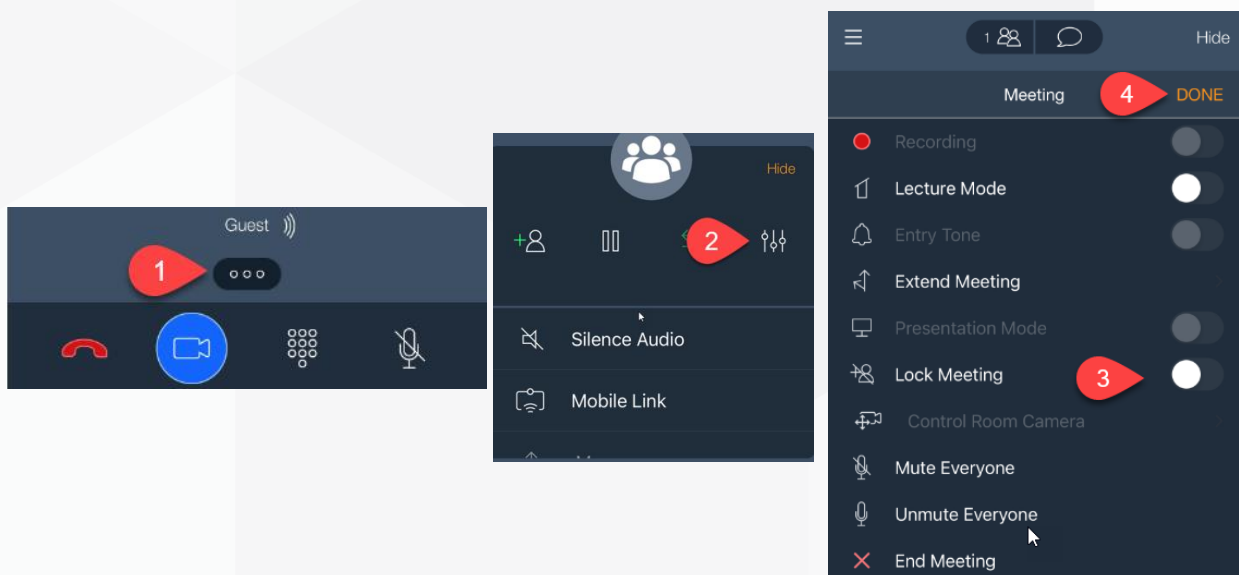 Guest
1
Hide
2
Silence Audio
Mobile Link
1
Hide
Meeting
4
DONE
Recording
Lecture Mode
Entry Tone
Extend Meeting
Presentation Mode
Lock Meeting
3
Control Room Camera
Mute Everyone
Unmute Everyone
End Meeting